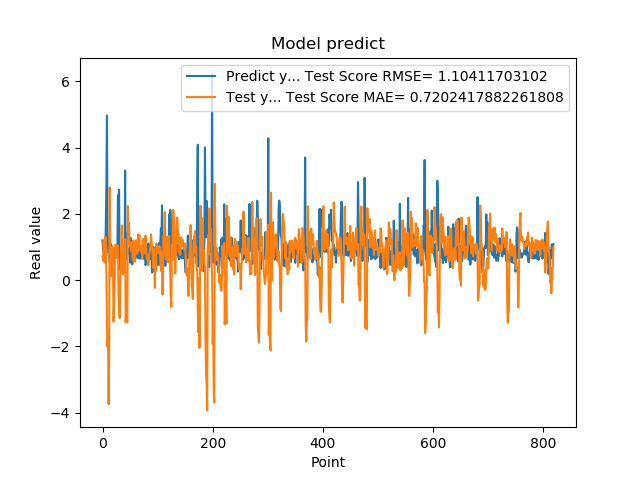 Model predict
Predict y... Test Score RMSE= 1.10411703102
Test y... Test Score MAE= 0.7202417882261808
6
4
2
0
−2
−4
Real value
0 200 400 600 800
Point